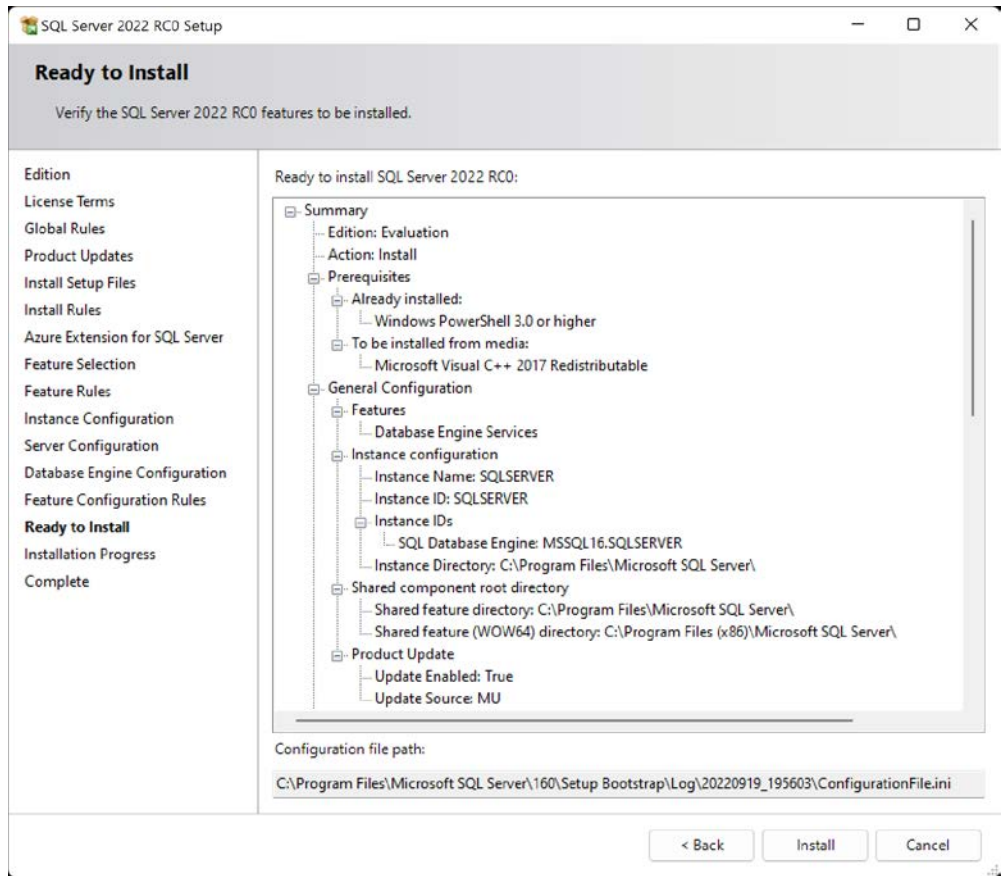 SQL Server 2022 RC0 Setup
Ready to Install
Verify the SQL Server 2022 RC0 features to be installed.
Edition
License Terms
Global Rules
Product Updates
Install Setup Files
Install Rules
Azure Extension for SQL Server
Feature Selection
Feature Rules
Instance Configuration
Server Configuration
Database Engine Configuration
Feature Configuration Rules
Ready to Install
Installation Progress
Complete
Ready to install SQL Server 2022 RC0:
Summary
Edition: Evaluation
Action: Install
Prerequisites
Already installed:
Windows PowerShell 3.0 or higher
To be installed from media:
Microsoft Visual C++ 2017 Redistributable
General Configuration
Features
Database Engine Services
Instance configuration
Instance Name: SQLSERVER
Instance ID: SQLSERVER
Instance IDs
SQL Database Engine: MSSQL16.SQLSERVER
Instance Directory: C:\Program Files\Microsoft SQL Server\
Shared component root directory
Shared feature directory: C:\Program Files\Microsoft SQL Server\
Shared feature (WOW64) directory: C:\Program Files (x86)\Microsoft SQL Server\
Product Update
Update Enabled: True
Update Source: MU
Configuration file path:
C:\Program Files\Microsoft SQL Server\160\Setup Bootstrap\Log\20220919_195603\ConfigurationFile.ini
< Back
Install
Cancel